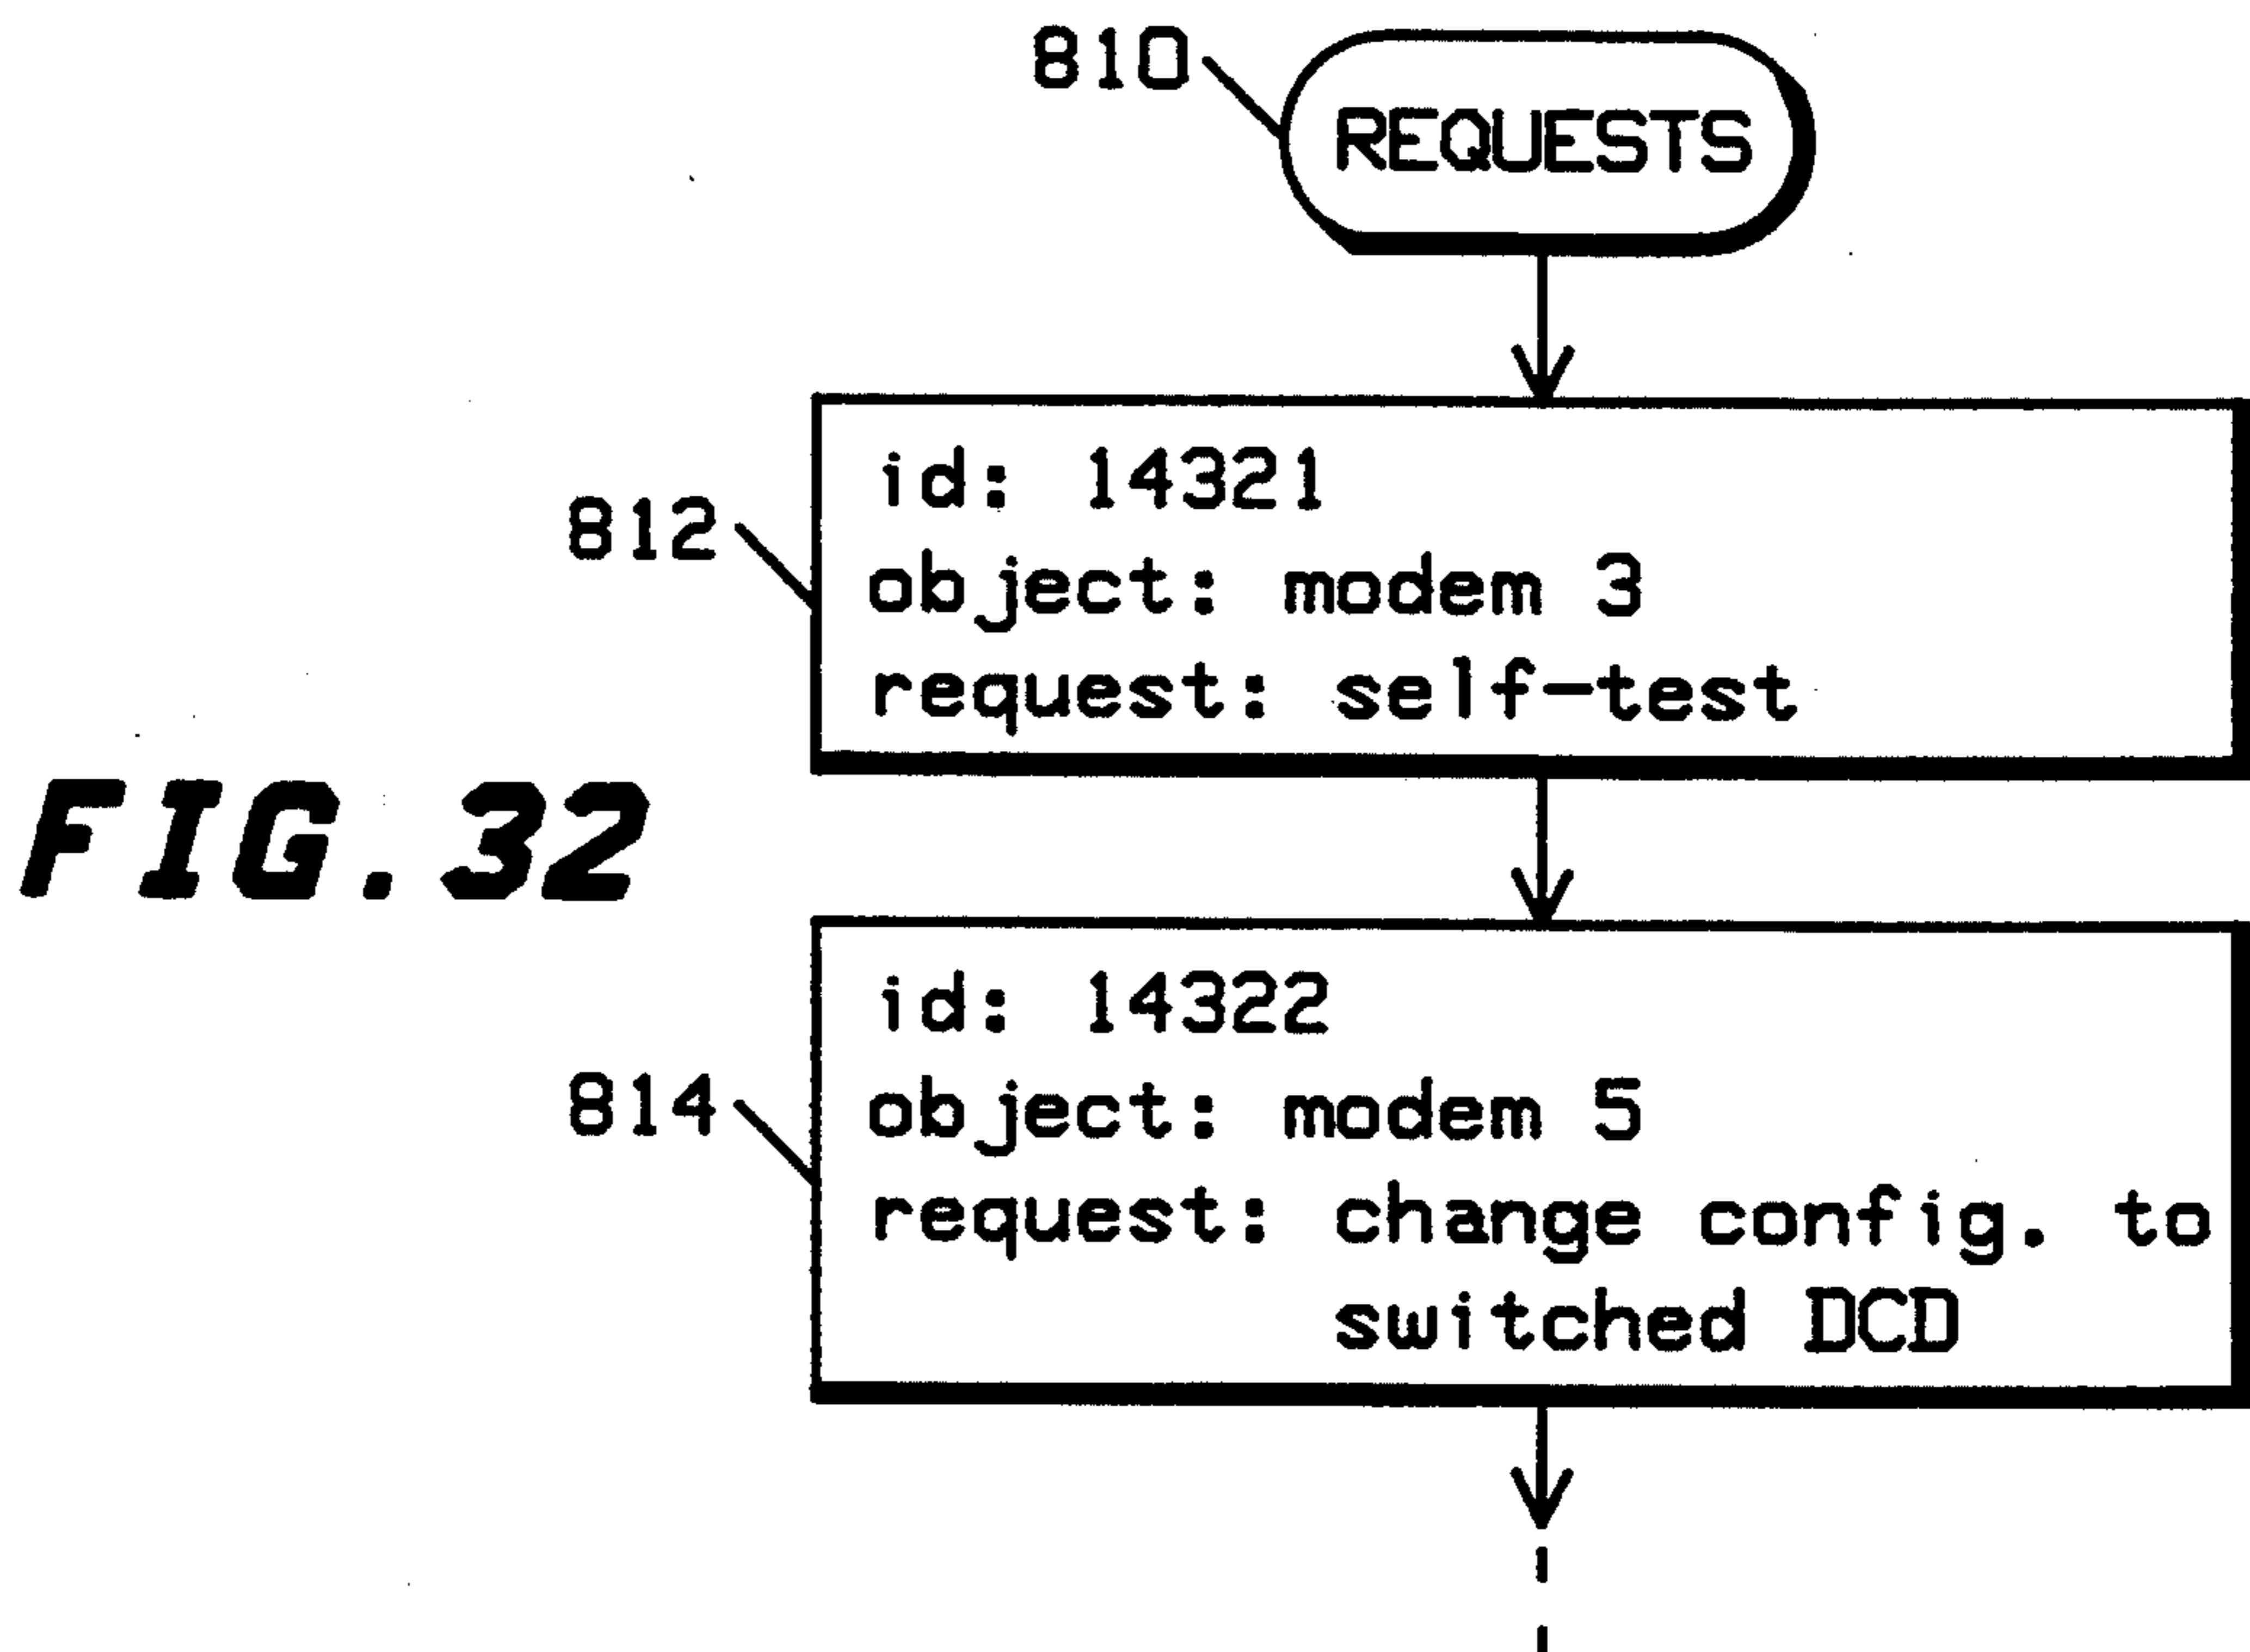 810
REQUESTS
812
id: 14321
object: modem 3
request: self-test
FIG.32
814
id: 14322
object: modem 5
request: change config. to
switched DCD